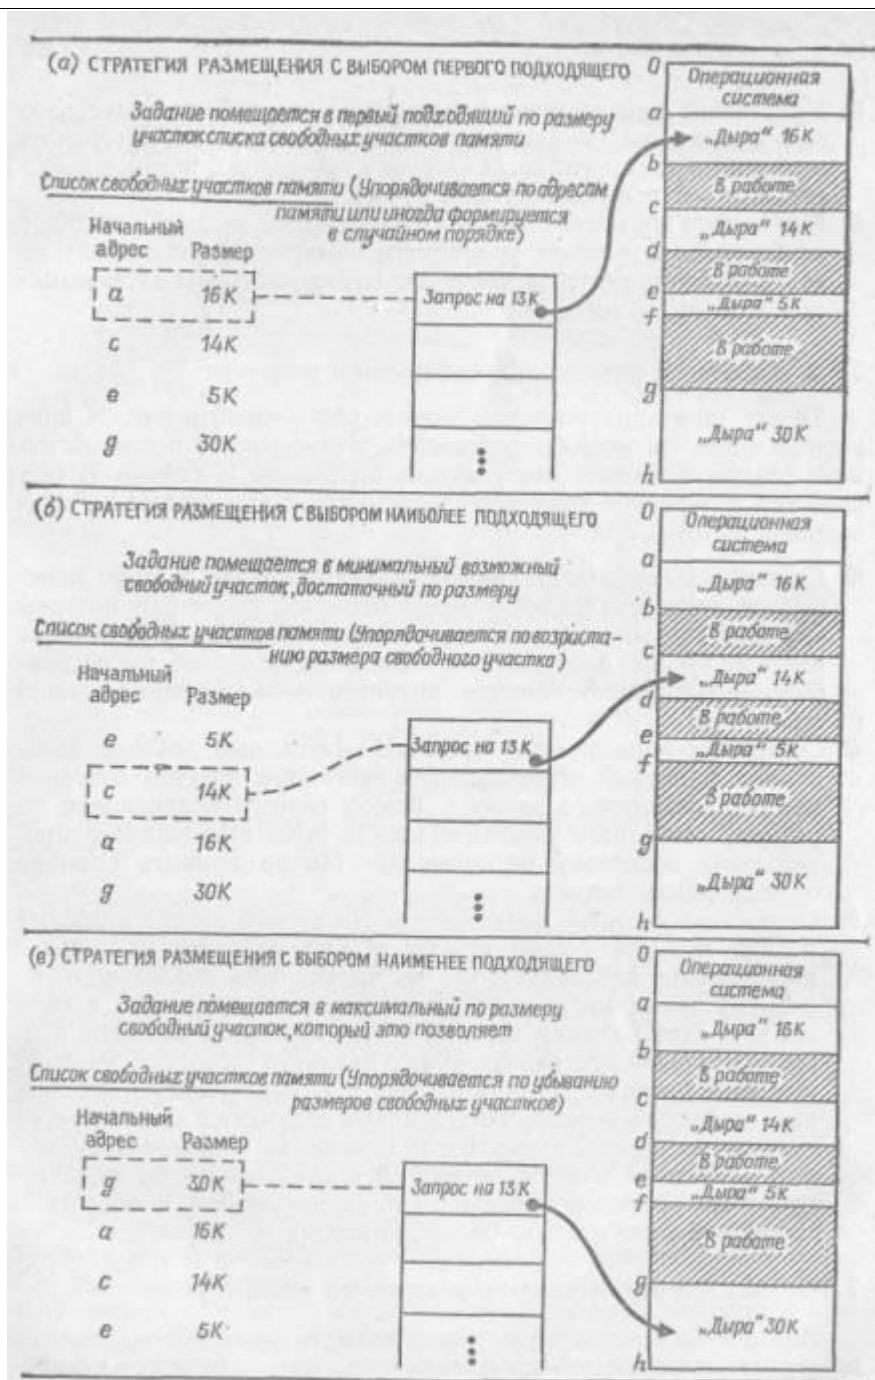 (а) СТРАТЕГИЯ РАЗМЕЩЕНИЯ С ВЫБОРОМ ПЕРВОГО ПОДХОДЯЩЕГО
Задание помещается в первый подходящий по размеру
участок списка свободных участков памяти
Список свободных участков памяти (Упорядочивается по адресам
памяти или иногда формируется
в случайном порядке)
Начальный
адрес Размер
a 16K
c 14K
e 5K
g 30K
Запрос на 13K
0
Операционная
система
a
„Дыра" 16K
b
В работе
c
„Дыра" 14K
d
В работе
e
„Дыра" 5K
f
В работе
g
„Дыра" 30K
h
(б) СТРАТЕГИЯ РАЗМЕЩЕНИЯ С ВЫБОРОМ НАИБОЛЕЕ ПОДХОДЯЩЕГО
Задание помещается в минимальный возможный
свободный участок, достаточный по размеру
Список свободных участков памяти (Упорядочивается по возраста-
нию размера свободного участка)
Начальный
адрес Размер
e 5K
c 14K
a 16K
g 30K
Запрос на 13K
0
Операционная
система
a
„Дыра" 16K
b
В работе
c
„Дыра" 14K
d
В работе
e
„Дыра" 5K
f
В работе
g
„Дыра" 30K
h
(в) СТРАТЕГИЯ РАЗМЕЩЕНИЯ С ВЫБОРОМ НАИМЕНЕЕ ПОДХОДЯЩЕГО
Задание помещается в максимальный по размеру
свободный участок, который это позволяет
Список свободных участков памяти (Упорядочивается по убыванию
размеров свободных участков)
Начальный
адрес Размер
g 30K
a 16K
c 14K
e 5K
Запрос на 13K
0
Операционная
система
a
„Дыра" 16K
b
В работе
c
„Дыра" 14K
d
В работе
e
„Дыра" 5K
f
В работе
g
„Дыра" 30K
h